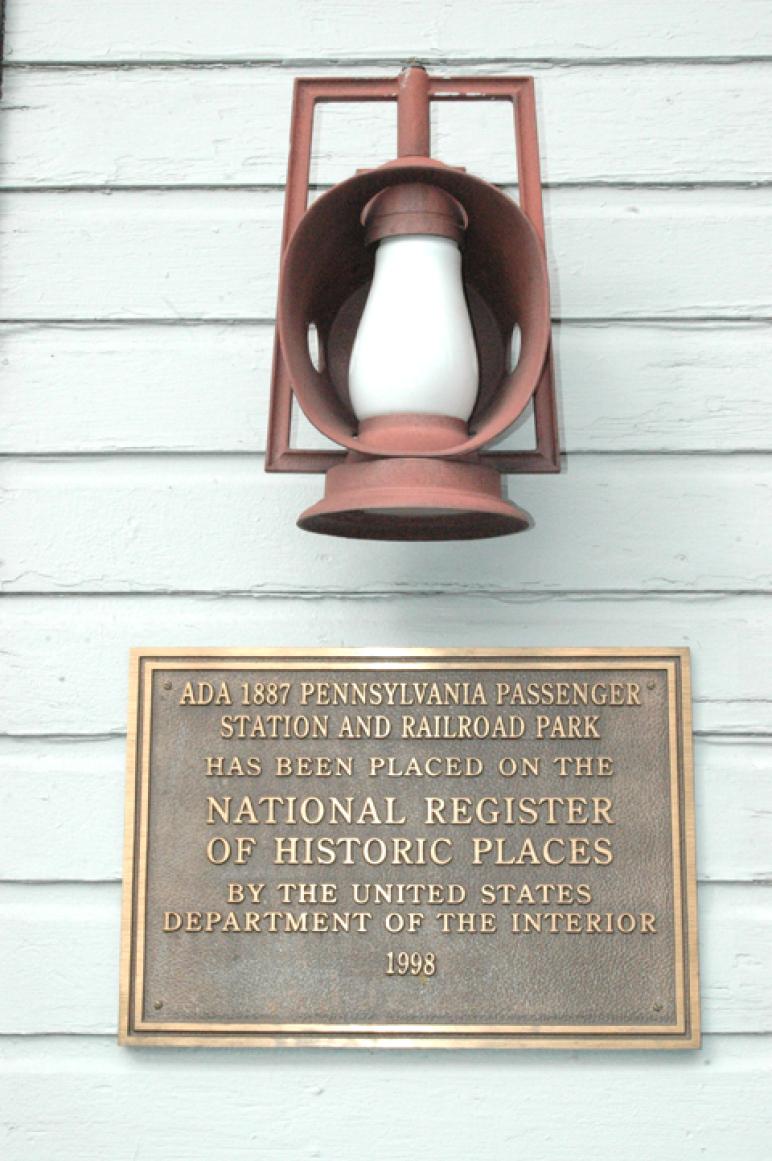 ADA 1887 PENNSYLVANIA PASSENGER
STATION AND RAILROAD PARK
HAS BEEN PLACED ON THE
NATIONAL REGISTER
OF HISTORIC PLACES
BY THE UNITED STATES
DEPARTMENT OF THE INTERIOR
1998